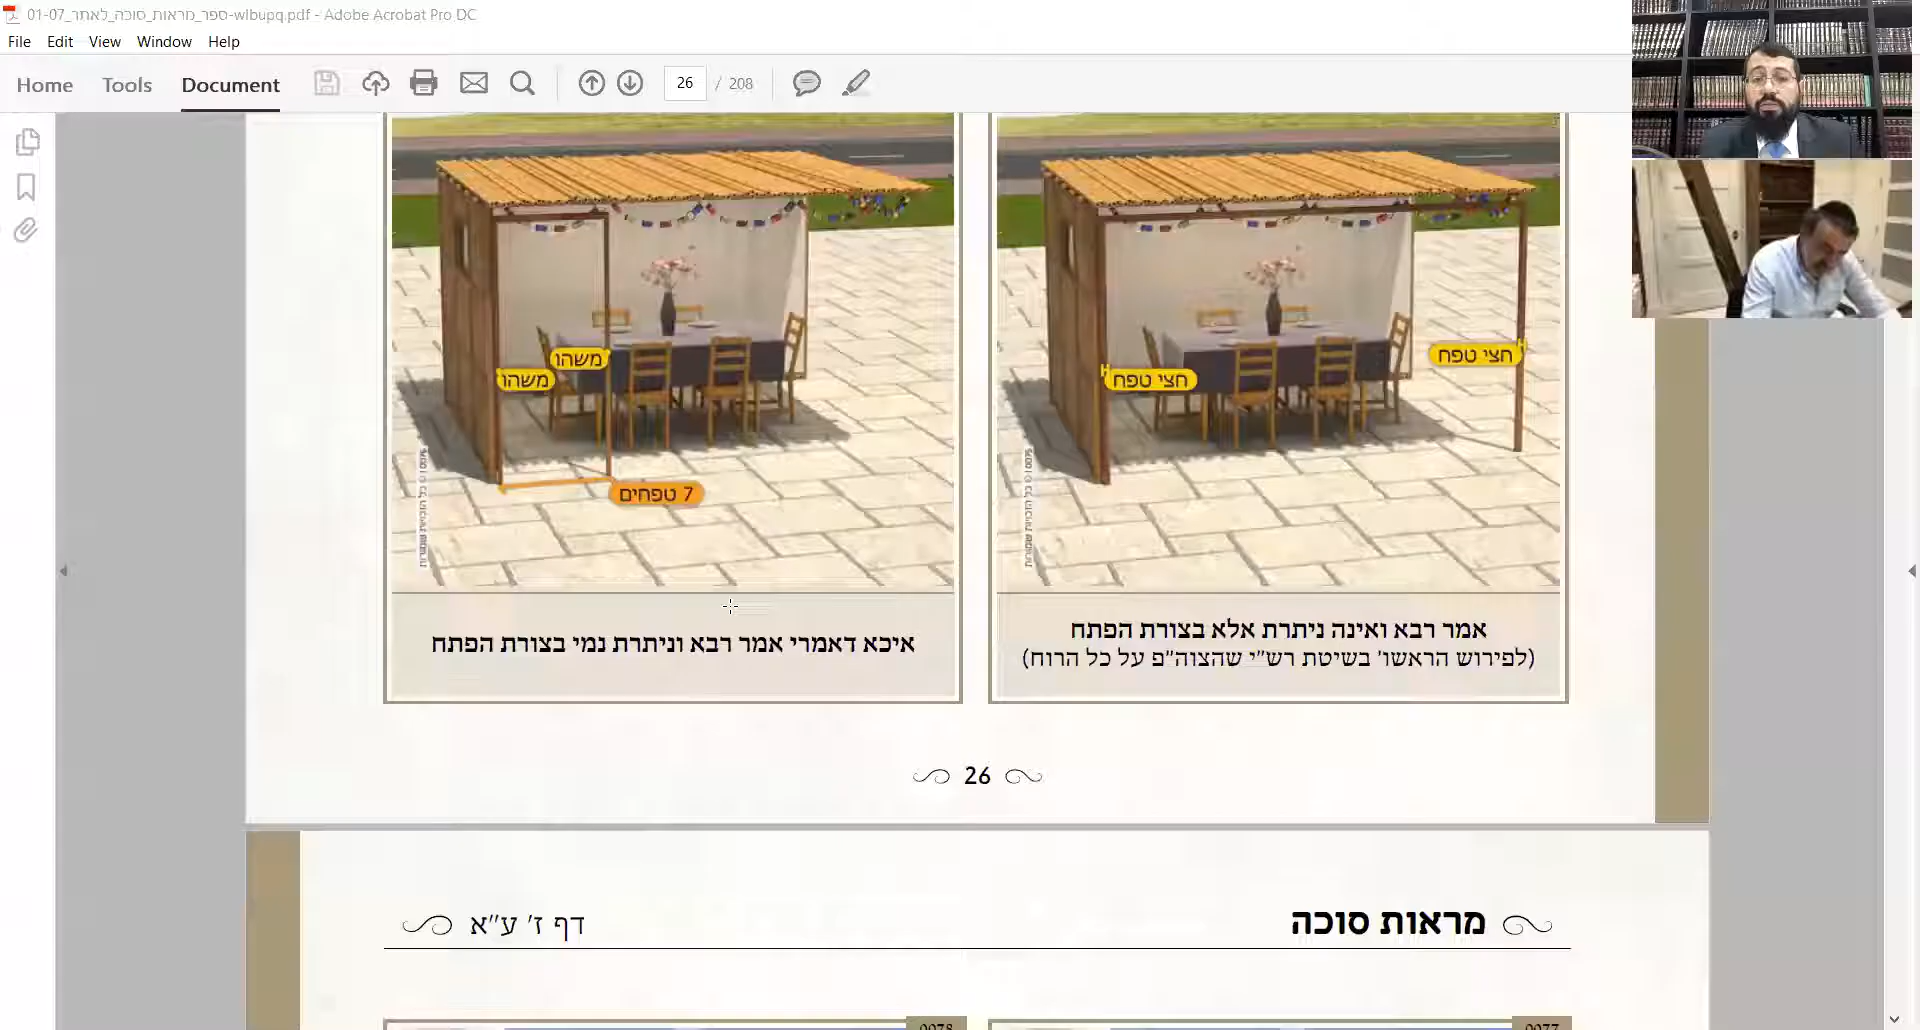 01-07_ספר_מראות_סוכה_לאתר-wlbupq.pdf - Adobe Acrobat Pro DC
File Edit View Window Help
Home Tools Document 26 / 208
חצי טפח
חצי טפח
משהו
משהו
7 טפחים
אמר רבא ואינה ניתרת אלא בצורת הפתח
(לפירוש הראשו' בשיטת רש"י שהצוה"פ על כל הרוח)
איכא דאמרי אמר רבא וניתרת נמי בצורת הפתח
26
מראות סוכה
דף ז' ע"א